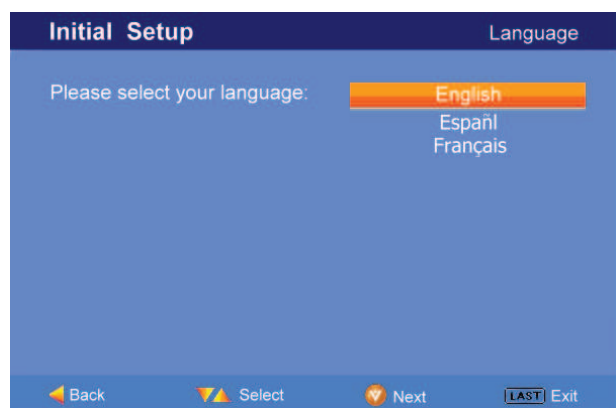 Initial Setup Language
Please select your language: English
Españl
Français
Back Select Next LAST Exit